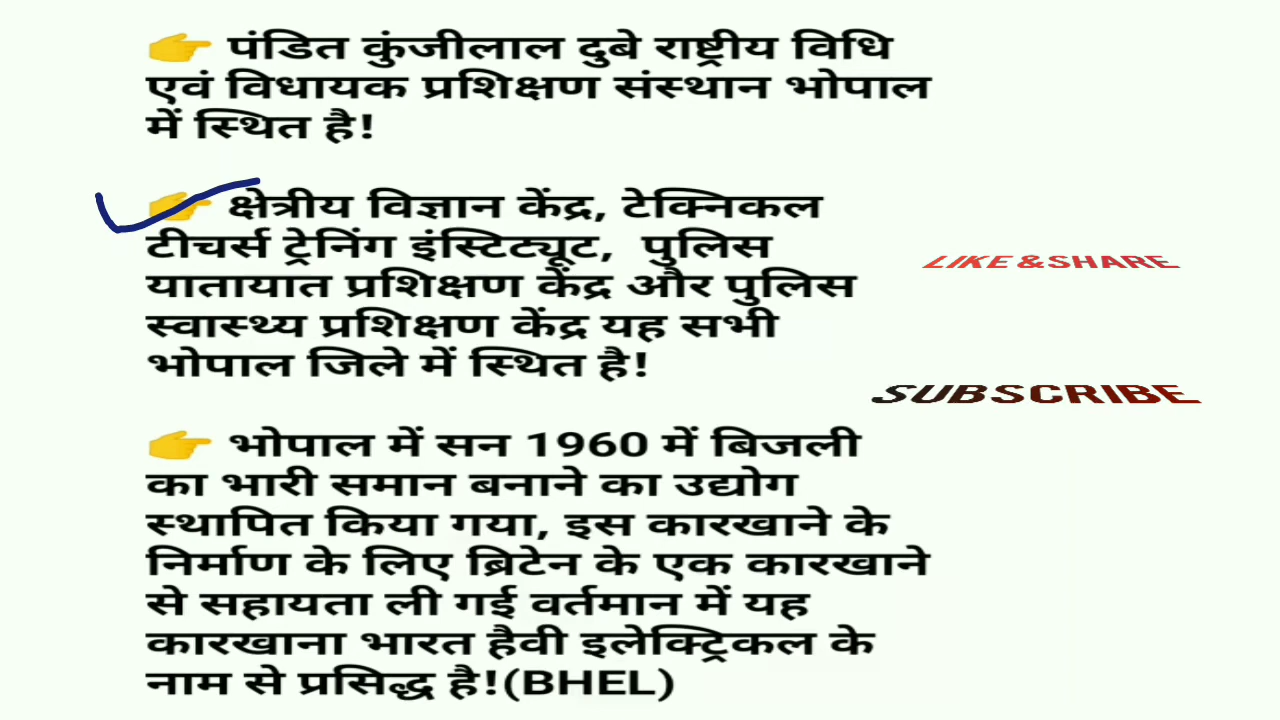 👉 पंडित कुंजीलाल दुबे राष्ट्रीय विधि
एवं विधायक प्रशिक्षण संस्थान भोपाल
में स्थित है!
👉 क्षेत्रीय विज्ञान केंद्र, टेक्निकल
टीचर्स ट्रेनिंग इंस्टिट्यूट, पुलिस
यातायात प्रशिक्षण केंद्र और पुलिस
स्वास्थ्य प्रशिक्षण केंद्र यह सभी
भोपाल जिले में स्थित है!
LIKE & SHARE
SUBSCRIBE
👉 भोपाल में सन 1960 में बिजली
का भारी समान बनाने का उद्योग
स्थापित किया गया, इस कारखाने के
निर्माण के लिए ब्रिटेन के एक कारखाने
से सहायता ली गई वर्तमान में यह
कारखाना भारत हैवी इलेक्ट्रिकल के
नाम से प्रसिद्ध है!(BHEL)